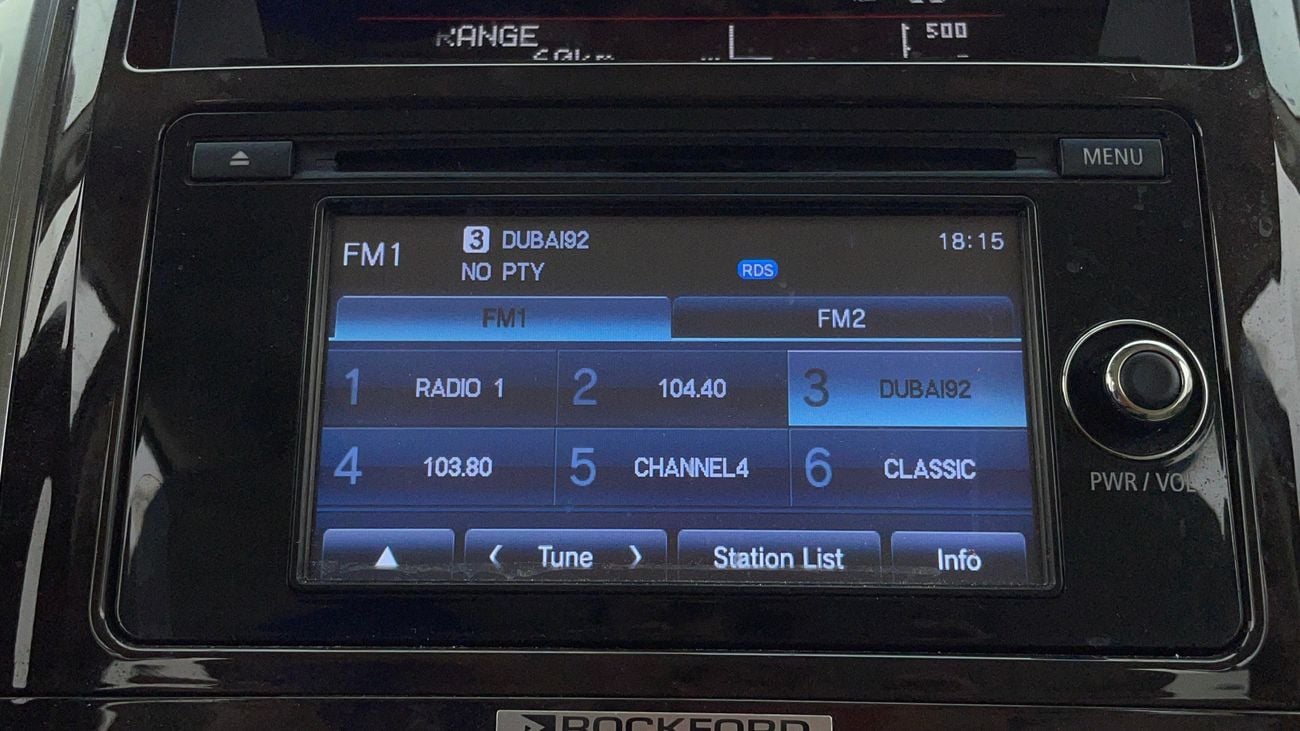 RANGE
500
MENU
FM1
3 DUBAI92
18:15
NO PTY
RDS
FM1
FM2
1 RADIO 1
2 104.40
3 DUBAI92
4 103.80
5 CHANNEL4
6 CLASSIC
PWR / VOL
Tune
Station List
Info
ROCKFORD